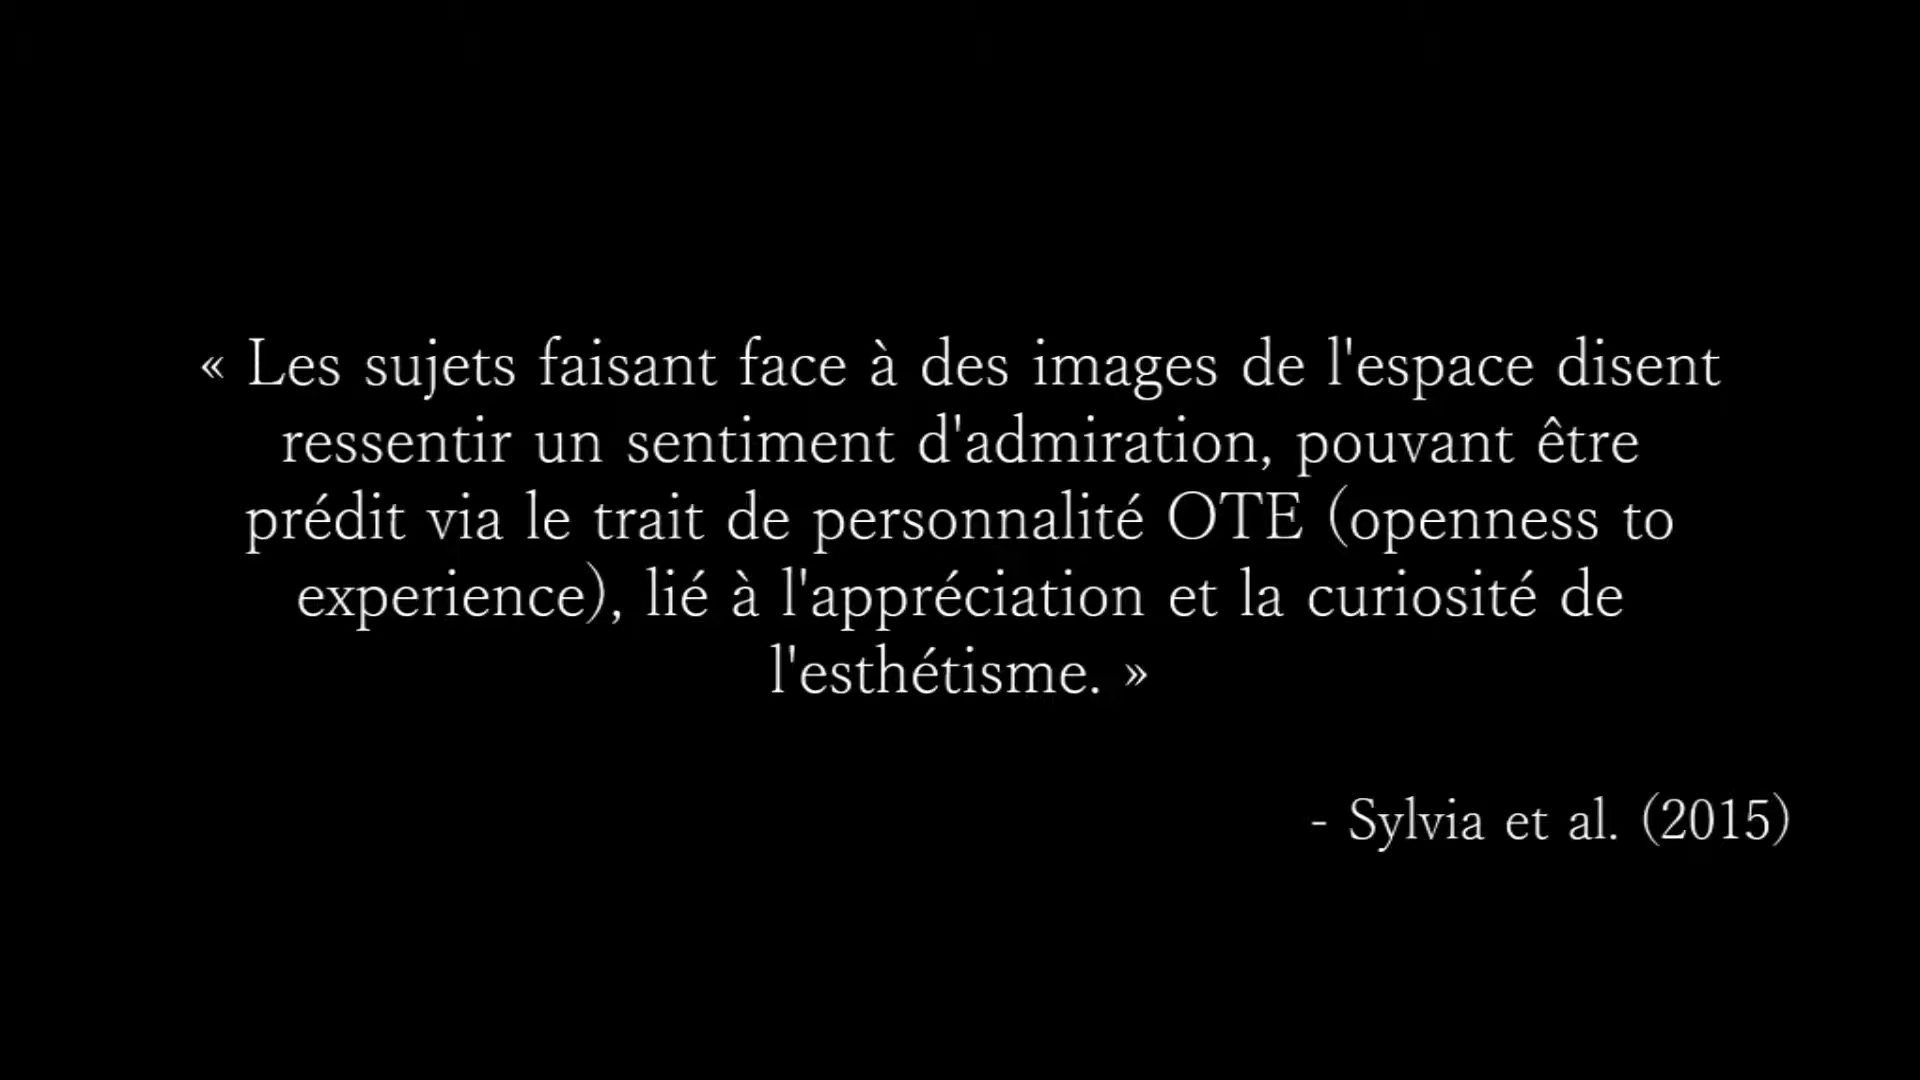 « Les sujets faisant face à des images de l'espace disent
ressentir un sentiment d'admiration, pouvant être
prédit via le trait de personnalité OTE (openness to
experience), lié à l'appréciation et la curiosité de
l'esthétisme. »
- Sylvia et al. (2015)